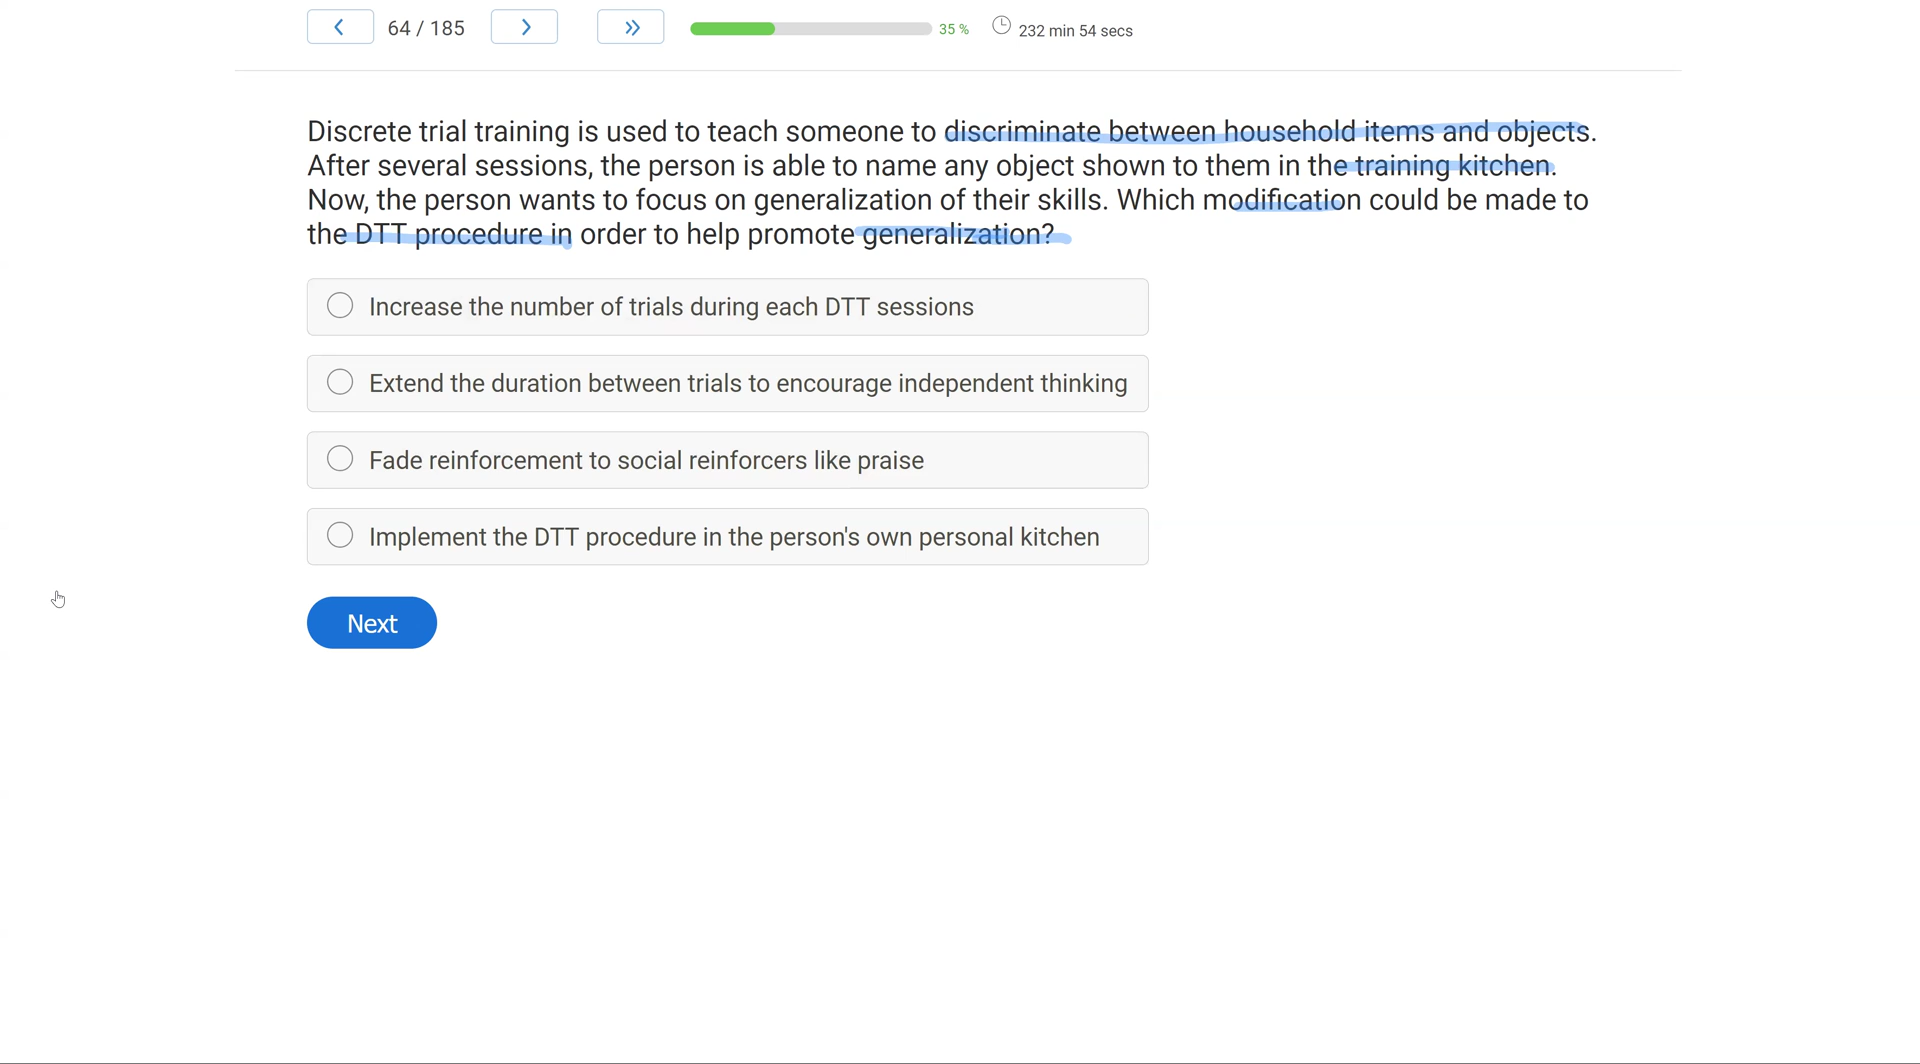 64 / 185
35 %
232 min 54 secs
Discrete trial training is used to teach someone to discriminate between household items and objects.
After several sessions, the person is able to name any object shown to them in the training kitchen.
Now, the person wants to focus on generalization of their skills. Which modification could be made to
the DTT procedure in order to help promote generalization?
Increase the number of trials during each DTT sessions
Extend the duration between trials to encourage independent thinking
Fade reinforcement to social reinforcers like praise
Implement the DTT procedure in the person's own personal kitchen
Next